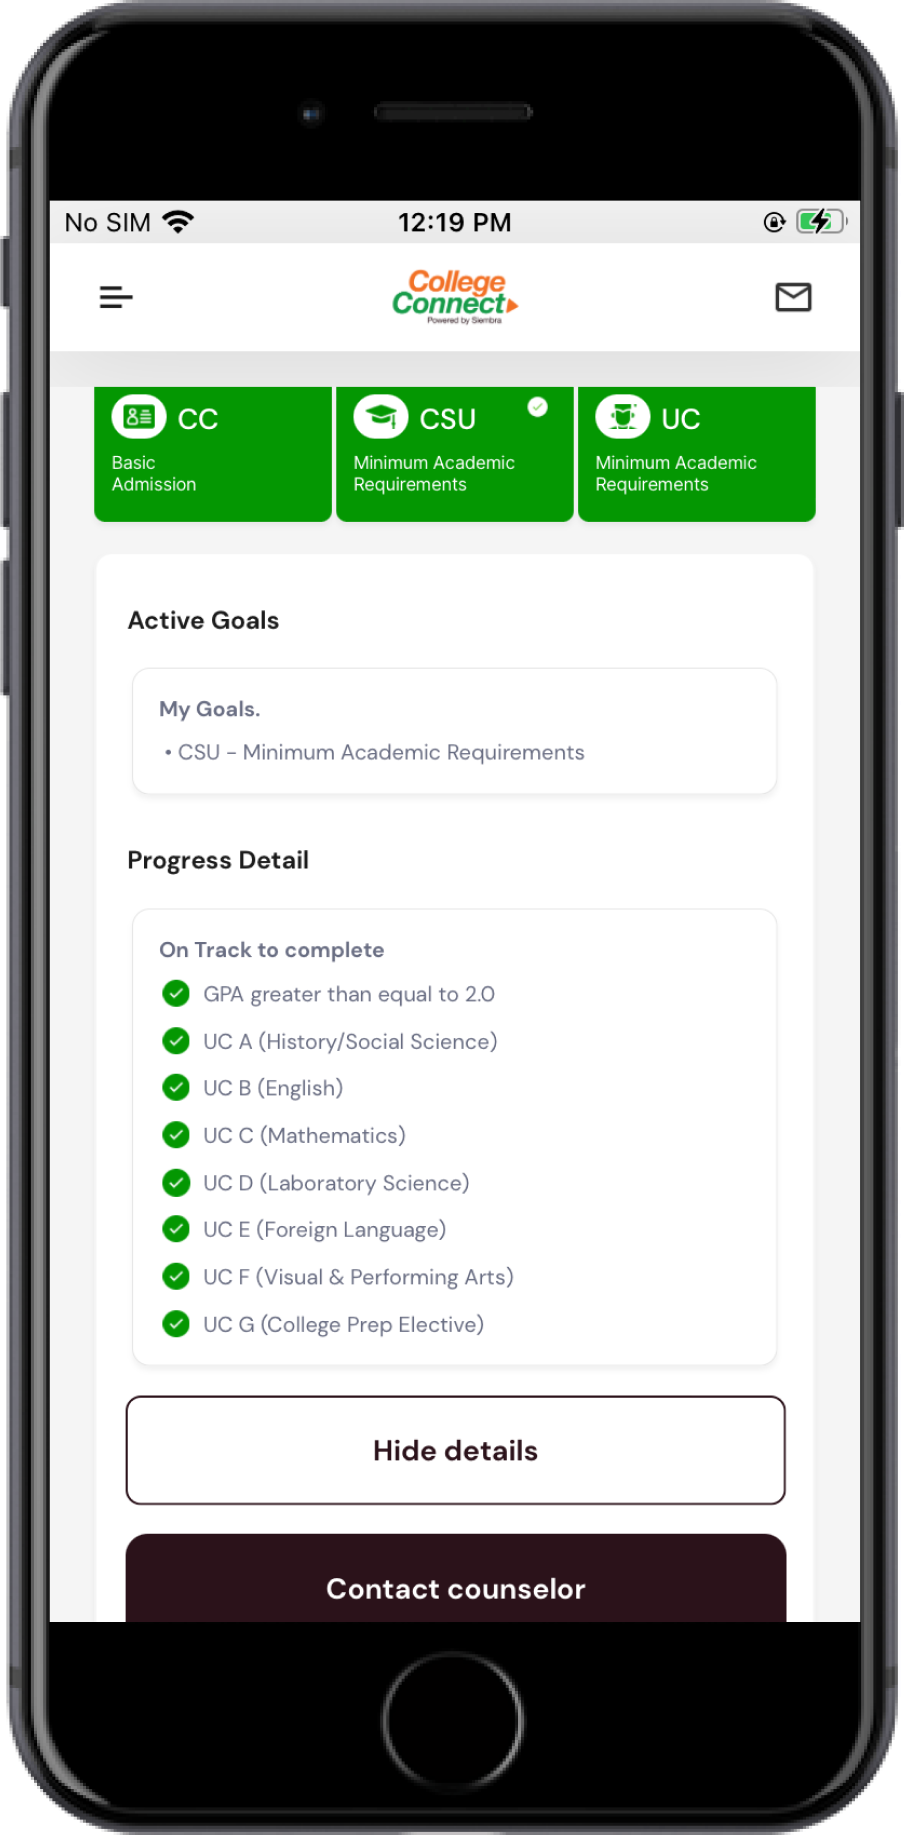 No SIM 12:19 PM
College
Connect
Powered by Siembra
CC CSU UC
Basic
Admission
Minimum Academic
Requirements
Minimum Academic
Requirements
Active Goals
My Goals.
• CSU - Minimum Academic Requirements
Progress Detail
On Track to complete
GPA greater than equal to 2.0
UC A (History/Social Science)
UC B (English)
UC C (Mathematics)
UC D (Laboratory Science)
UC E (Foreign Language)
UC F (Visual & Performing Arts)
UC G (College Prep Elective)
Hide details
Contact counselor